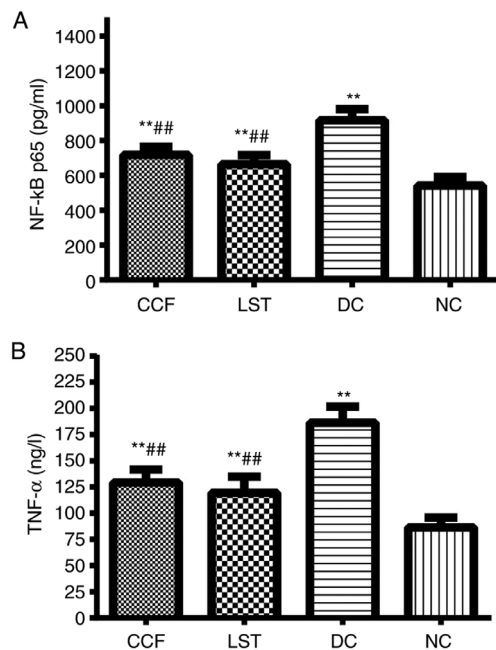 A
NF-kB p65 (pg/ml)
1400
1200
1000
800
600
400
200
0
**##
**##
**
CCF
LST
DC
NC
B
TNF-α (ng/l)
250
225
200
175
150
125
100
75
50
25
0
**##
**##
**
CCF
LST
DC
NC